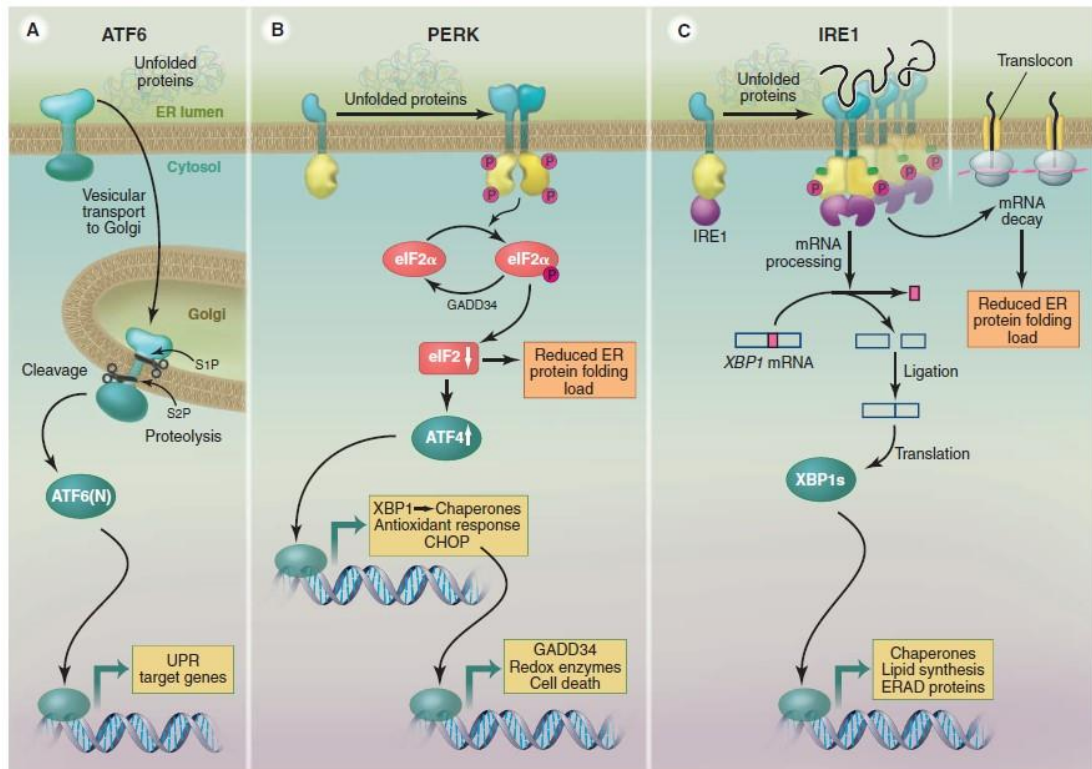 A
ATF6
Unfolded
proteins
ER lumen
Cytosol
Vesicular
transport
to Golgi
Golgi
S1P
Cleavage
S2P
Proteolysis
ATF6(N)
UPR
target genes
B
PERK
Unfolded proteins
P
P
P
P
eIF2α
eIF2α
P
GADD34
eIF2
Reduced ER
protein folding
load
ATF4
XBP1 Chaperones
Antioxidant response
CHOP
GADD34
Redox enzymes
Cell death
C
IRE1
Unfolded
proteins
Translocon
P
P
P
P
IRE1
mRNA
decay
mRNA
processing
Reduced ER
protein folding
load
XBP1 mRNA
Ligation
Translation
XBP1s
Chaperones
Lipid synthesis
ERAD proteins